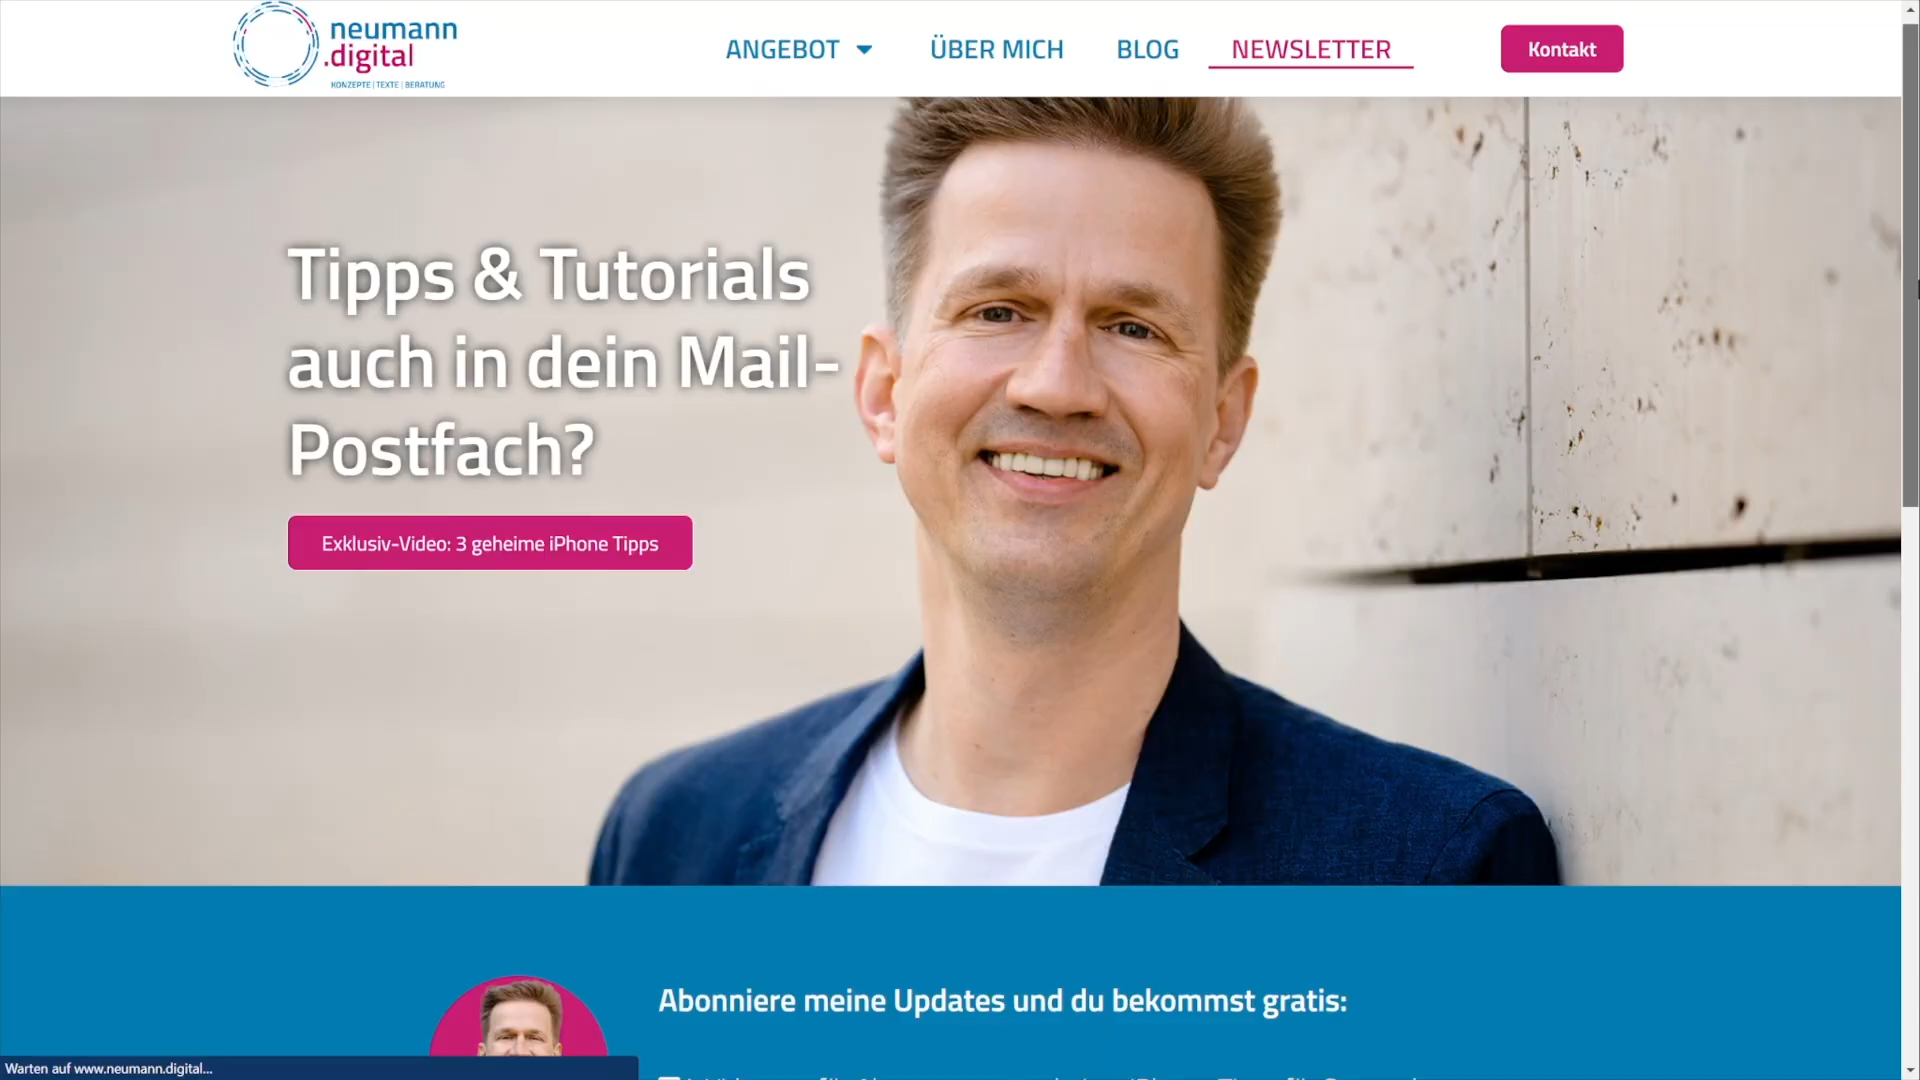 neumann
.digital
KONZEPTE | TEXTE | BERATUNG
ANGEBOT
ÜBER MICH
BLOG
NEWSLETTER
Kontakt
Tipps & Tutorials
auch in dein Mail-
Postfach?
Exklusiv-Video: 3 geheime iPhone Tipps
Abonniere meine Updates und du bekommst gratis:
Warten auf www.neumann.digital...